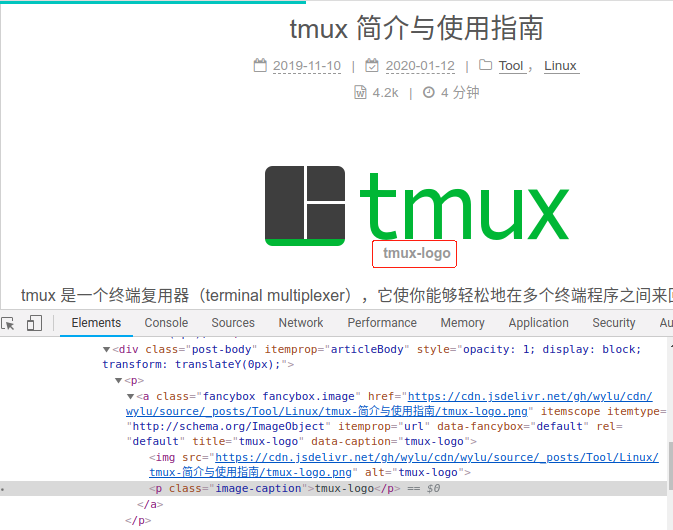 tmux 简介与使用指南
2019-11-10 | 2020-01-12 | Tool， Linux
4.2k | 4 分钟
tmux
tmux-logo
tmux 是一个终端复用器（terminal multiplexer），它使你能够轻松地在多个终端程序之间来
Elements Console Sources Network Performance Memory Application Security Au
<div class="post-body" itemprop="articleBody" style="opacity: 1; display: block;
transform: translateY(0px);">
<p>
<a class="fancybox fancybox.image" href="https://cdn.jsdelivr.net/gh/wylu/cdn/
wylu/source/_posts/Tool/Linux/tmux-简介与使用指南/tmux-logo.png" itemscope itemtype=
"http://schema.org/ImageObject" itemprop="url" data-fancybox="default" rel=
"default" title="tmux-logo" data-caption="tmux-logo">
<img src="https://cdn.jsdelivr.net/gh/wylu/cdn/wylu/source/_posts/Tool/Linux/
tmux-简介与使用指南/tmux-logo.png" alt="tmux-logo">
<p class="image-caption">tmux-logo</p> == $0
</a>
</p>